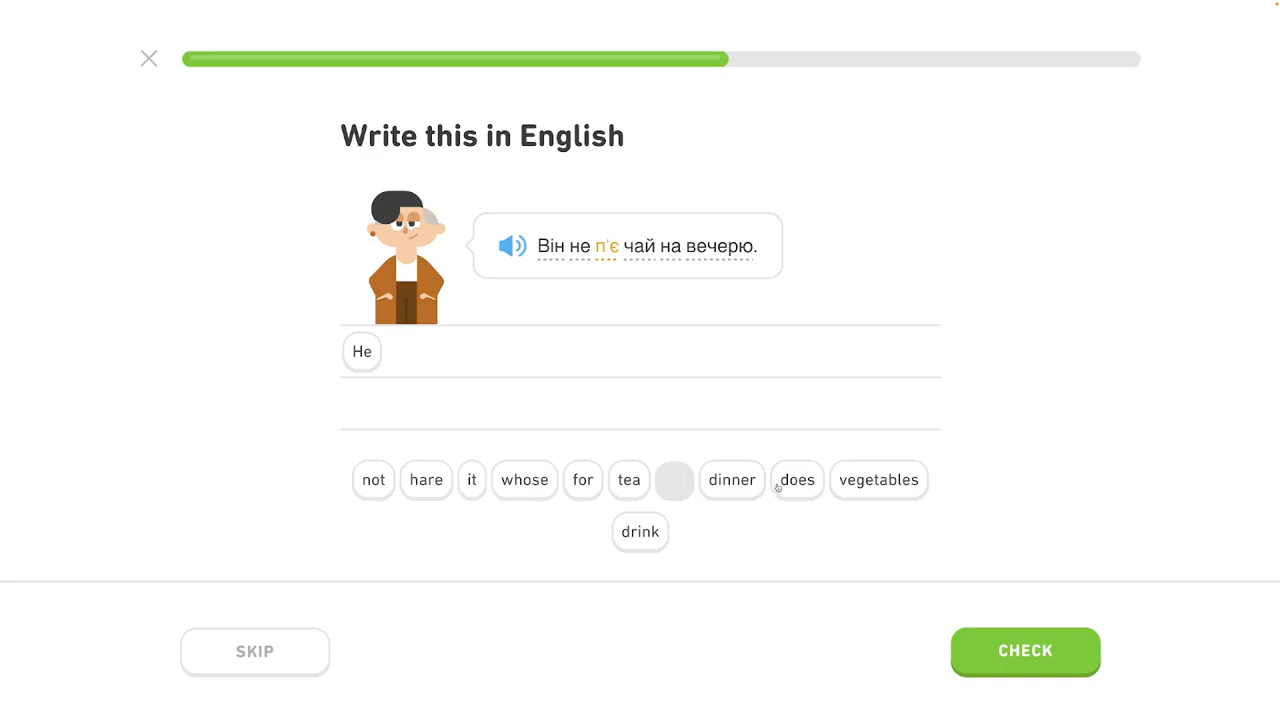 Write this in English
Він не п'є чай на вечерю.
He
not hare it whose for tea dinner does vegetables
drink
SKIP CHECK